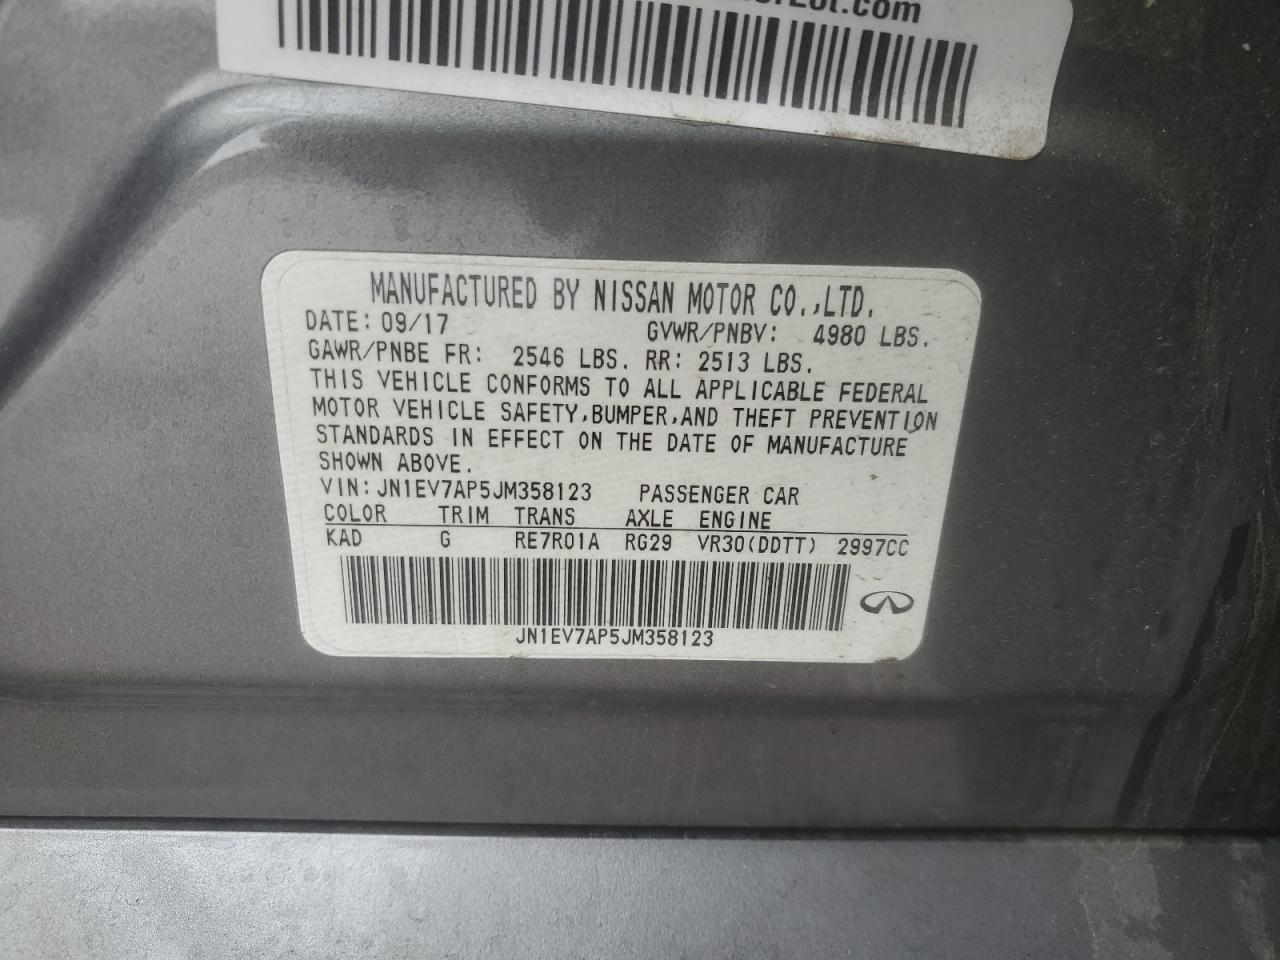 MANUFACTURED BY NISSAN MOTOR CO.,LTD.
DATE: 09/17 GVWR/PNBV: 4980 LBS.
GAWR/PNBE FR: 2546 LBS. RR: 2513 LBS.
THIS VEHICLE CONFORMS TO ALL APPLICABLE FEDERAL
MOTOR VEHICLE SAFETY,BUMPER,AND THEFT PREVENTION
STANDARDS IN EFFECT ON THE DATE OF MANUFACTURE
SHOWN ABOVE.
VIN:JN1EV7AP5JM358123 PASSENGER CAR
COLOR TRIM TRANS AXLE ENGINE
KAD G RE7R01A RG29 VR30(DDTT) 2997CC
JN1EV7AP5JM358123